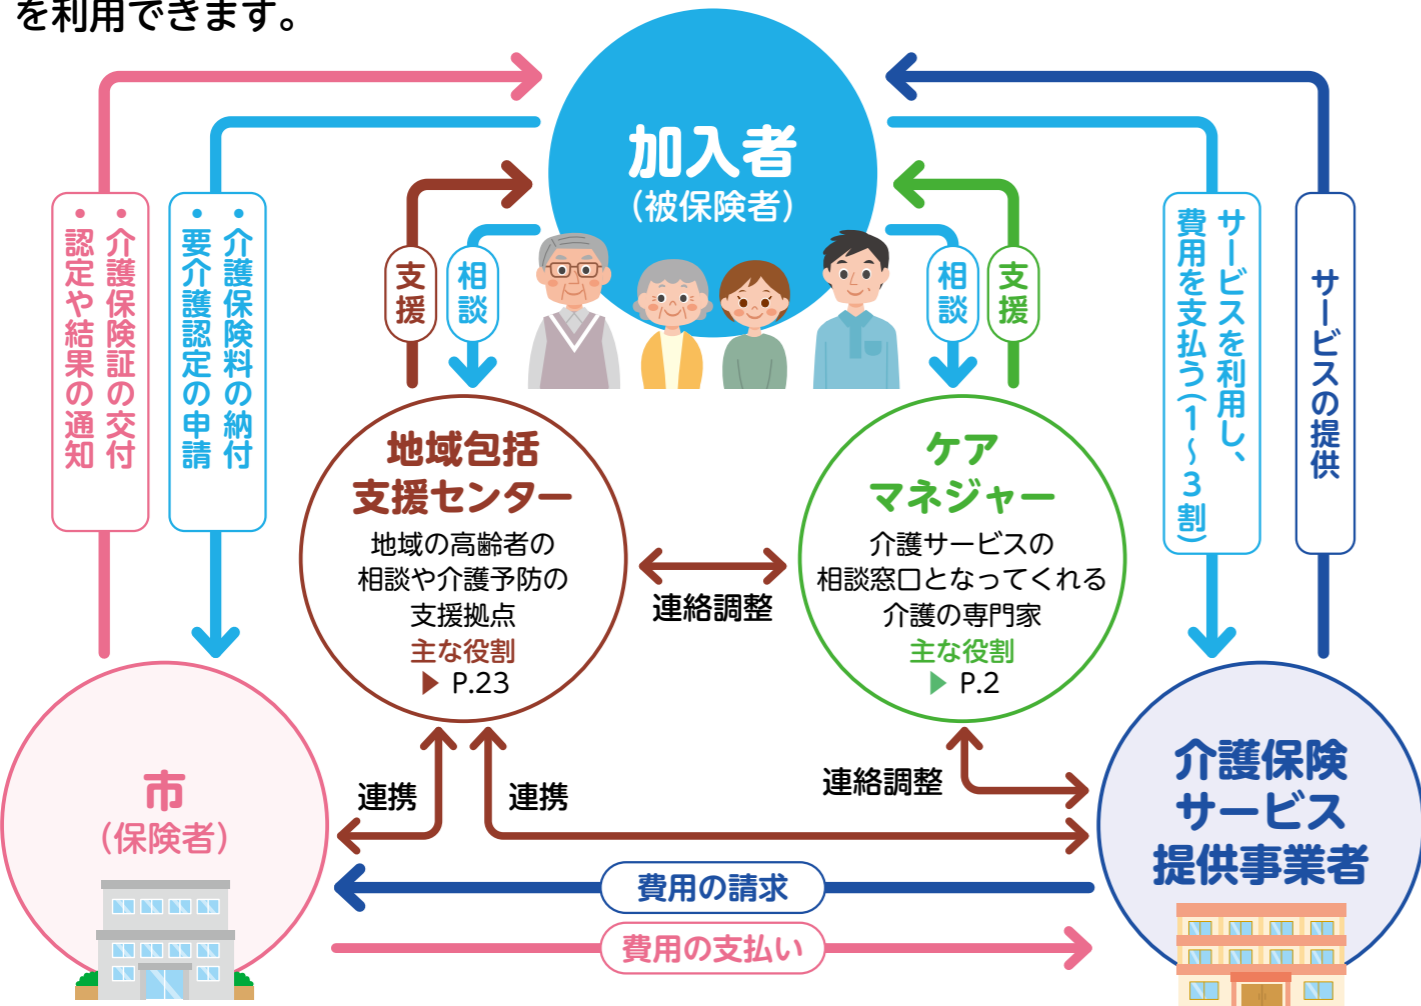 を利用できます。
加入者
（被保険者）
・介護保険証の交付
・認定や結果の通知
・介護保険料の納付
・要介護認定の申請
支援
相談
相談
支援
サービスを利用し、
費用を支払う（1〜3割）
サービスの提供
地域包括
支援センター
地域の高齢者の
相談や介護予防の
支援拠点
主な役割
▶ P.23
連絡調整
ケア
マネジャー
介護サービスの
相談窓口となってくれる
介護の専門家
主な役割
▶ P.2
市
（保険者）
連携
連携
連絡調整
介護保険
サービス
提供事業者
費用の請求
費用の支払い